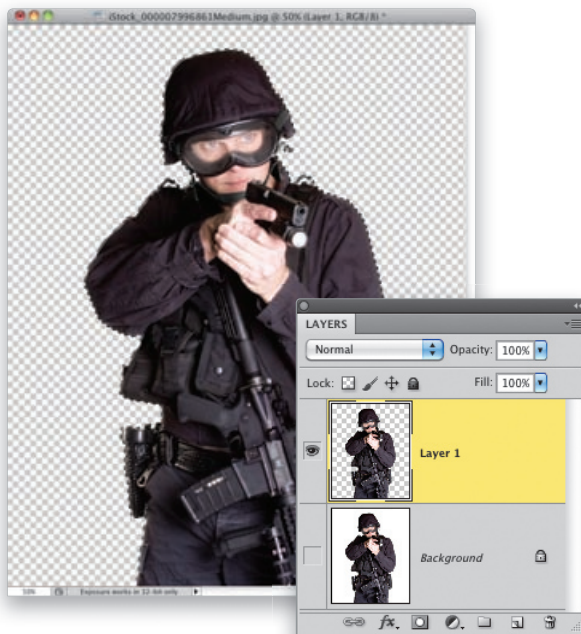 iStock_000007996861Medium.jpg @ 50% (Layer 1, RGB/8) *
50%
Exposure works in 32-bit only
LAYERS
Normal
Opacity: 100%
Lock:
Fill: 100%
Layer 1
Background
fx